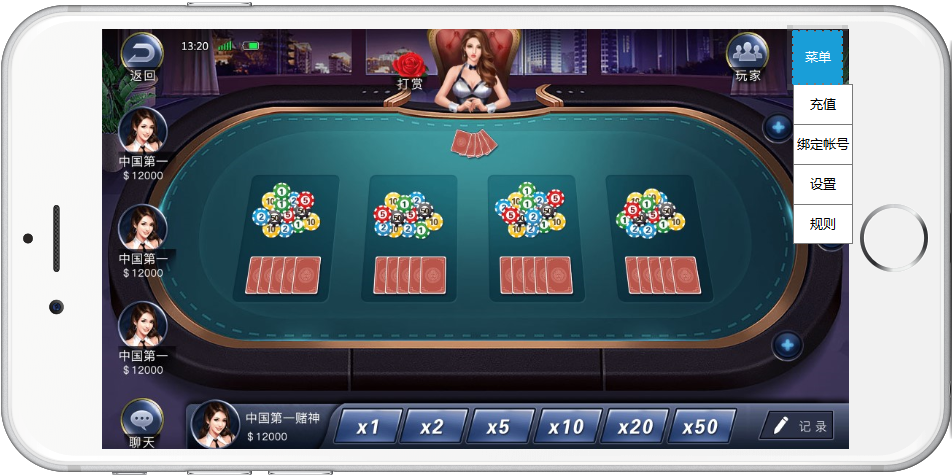 13:20
返回
打赏
玩家
菜单
充值
绑定帐号
设置
规则
中国第一
$ 12000
中国第一
$ 12000
中国第一
$ 12000
聊天
中国第一赌神
$ 12000
x1
x2
x5
x10
x20
x50
记 录